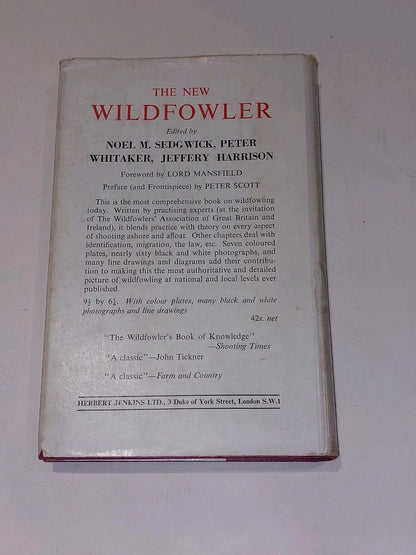 THE NEW
WILDFOWLER
Edited by
NOEL M. SEDGWICK, PETER
WHITAKER, JEFFERY HARRISON
Foreword by LORD MANSFIELD
Preface (and Frontispiece) by PETER SCOTT
This is the most comprehensive book on wildfowling
today. Written by practising experts (at the invitation
of The Wildfowlers' Association of Great Britain and
Ireland), it blends practice with theory on every aspect
of shooting ashore and afloat. Other chapters deal with
identification, migration, the law, etc. Seven coloured
plates, nearly sixty black and white photographs, and
many line drawings and diagrams add their contribu-
tion to making this the most authoritative and detailed
picture of wildfowling at national and local levels ever
published.
9¼ by 6¼. With colour plates, many black and white
photographs and line drawings
42s. net
"The Wildfowler's Book of Knowledge"
—Shooting Times
"A classic"—John Tickner
"A classic"—Farm and Country
HERBERT JENKINS LTD., 3 Duke of York Street, London S.W.1